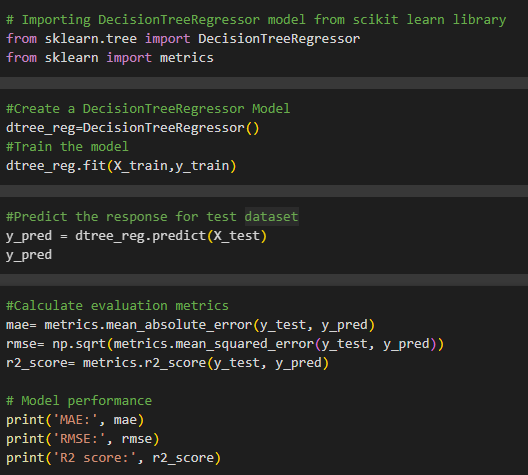 # Importing DecisionTreeRegressor model from scikit learn library
from sklearn.tree import DecisionTreeRegressor
from sklearn import metrics
#Create a DecisionTreeRegressor Model
dtree_reg=DecisionTreeRegressor()
#Train the model
dtree_reg.fit(X_train,y_train)
#Predict the response for test dataset
y_pred = dtree_reg.predict(X_test)
y_pred
#Calculate evaluation metrics
mae= metrics.mean_absolute_error(y_test, y_pred)
rmse= np.sqrt(metrics.mean_squared_error(y_test, y_pred))
r2_score= metrics.r2_score(y_test, y_pred)
# Model performance
print('MAE:', mae)
print('RMSE:', rmse)
print('R2 score:', r2_score)